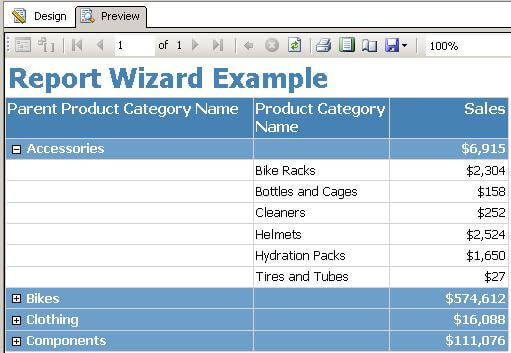 Design Preview
1 of 1 100%
Report Wizard Example
Parent Product Category Name Product Category Sales
Name
Accessories $6,915
Bike Racks $2,304
Bottles and Cages $158
Cleaners $252
Helmets $2,524
Hydration Packs $1,650
Tires and Tubes $27
Bikes $574,612
Clothing $16,088
Components $111,076